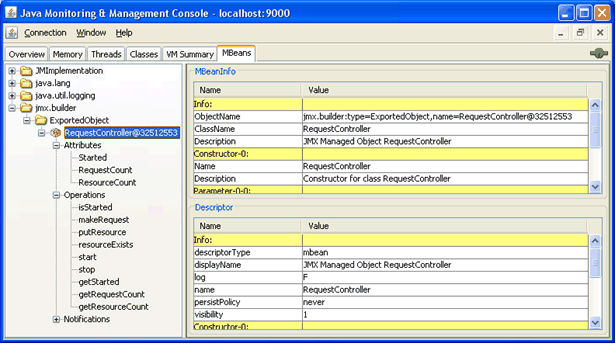 Java Monitoring & Management Console - localhost:9000
Connection Window Help
Overview Memory Threads Classes VM Summary MBeans
JMImplementation
java.lang
java.util.logging
jmx.builder
ExportedObject
RequestController@32512553
Attributes
Started
RequestCount
ResourceCount
Operations
isStarted
makeRequest
putResource
resourceExists
start
stop
getStarted
getRequestCount
getResourceCount
Notifications
MBeanInfo
Name Value
Info:
ObjectName jmx.builder:type=ExportedObject,name=RequestController@32512553
ClassName RequestController
Description JMX Managed Object RequestController
Constructor-0:
Name RequestController
Description Constructor for class RequestController
Parameter-0-0:
Descriptor
Name Value
Info:
descriptorType mbean
displayName JMX Managed Object RequestController
log F
name RequestController
persistPolicy never
visibility 1
Constructor-0: